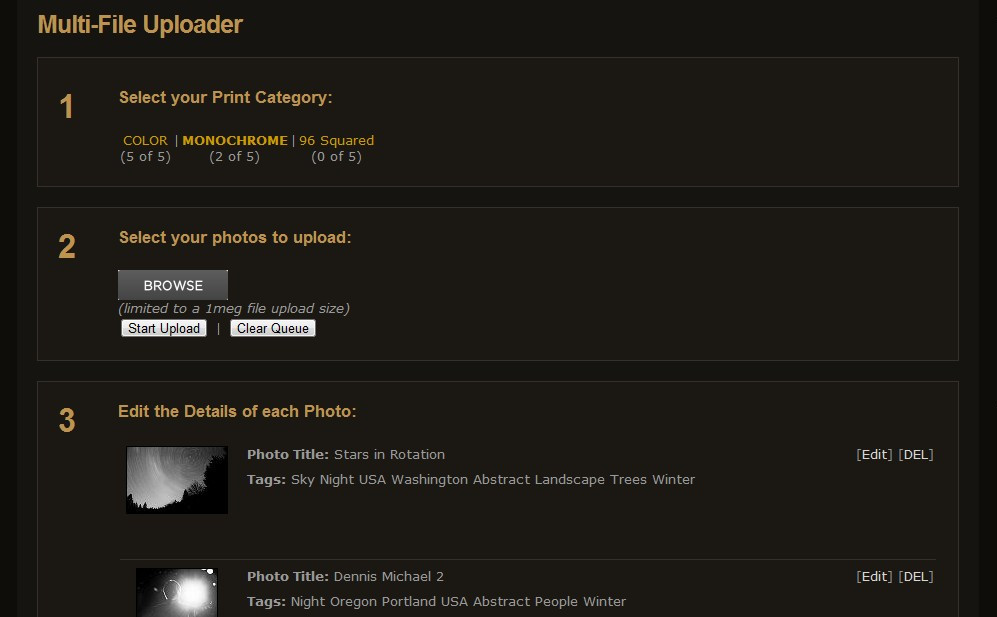 Multi-File Uploader
1
Select your Print Category:
COLOR | MONOCHROME | 96 Squared
(5 of 5) (2 of 5) (0 of 5)
2
Select your photos to upload:
BROWSE
(limited to a 1meg file upload size)
Start Upload | Clear Queue
3
Edit the Details of each Photo:
Photo Title: Stars in Rotation [Edit] [DEL]
Tags: Sky Night USA Washington Abstract Landscape Trees Winter
Photo Title: Dennis Michael 2 [Edit] [DEL]
Tags: Night Oregon Portland USA Abstract People Winter